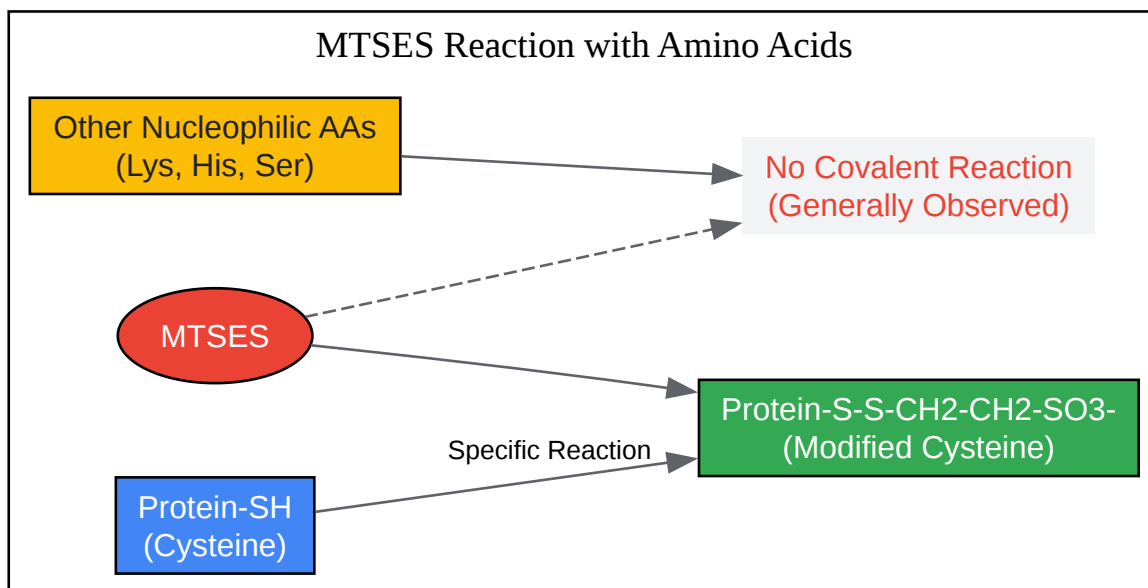 MTSES Reaction with Amino Acids
Other Nucleophilic AAs
(Lys, His, Ser)
No Covalent Reaction
(Generally Observed)
MTSES
Protein-S-S-CH2-CH2-SO3-
(Modified Cysteine)
Specific Reaction
Protein-SH
(Cysteine)